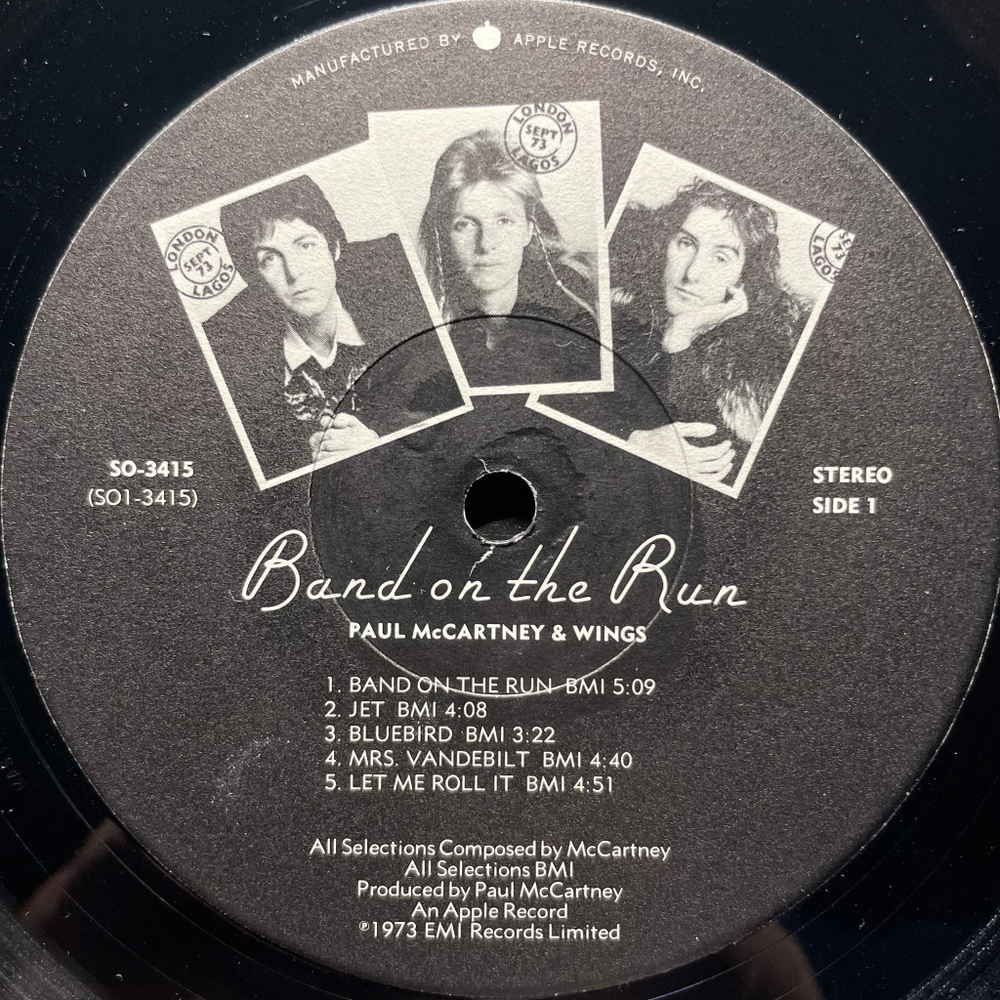 MANUFACTURED BY APPLE RECORDS, INC.
LONDON
SEPT
73
LAGOS
LONDON
SEPT
73
LAGOS
SE
73
LAGOS
SO-3415
(SO1-3415)
STEREO
SIDE 1
Band on the Run
PAUL McCARTNEY & WINGS
1. BAND ON THE RUN BMI 5:09
2. JET BMI 4:08
3. BLUEBIRD BMI 3:22
4. MRS. VANDEBILT BMI 4:40
5. LET ME ROLL IT BMI 4:51
All Selections Composed by McCartney
All Selections BMI
Produced by Paul McCartney
An Apple Record
℗1973 EMI Records Limited